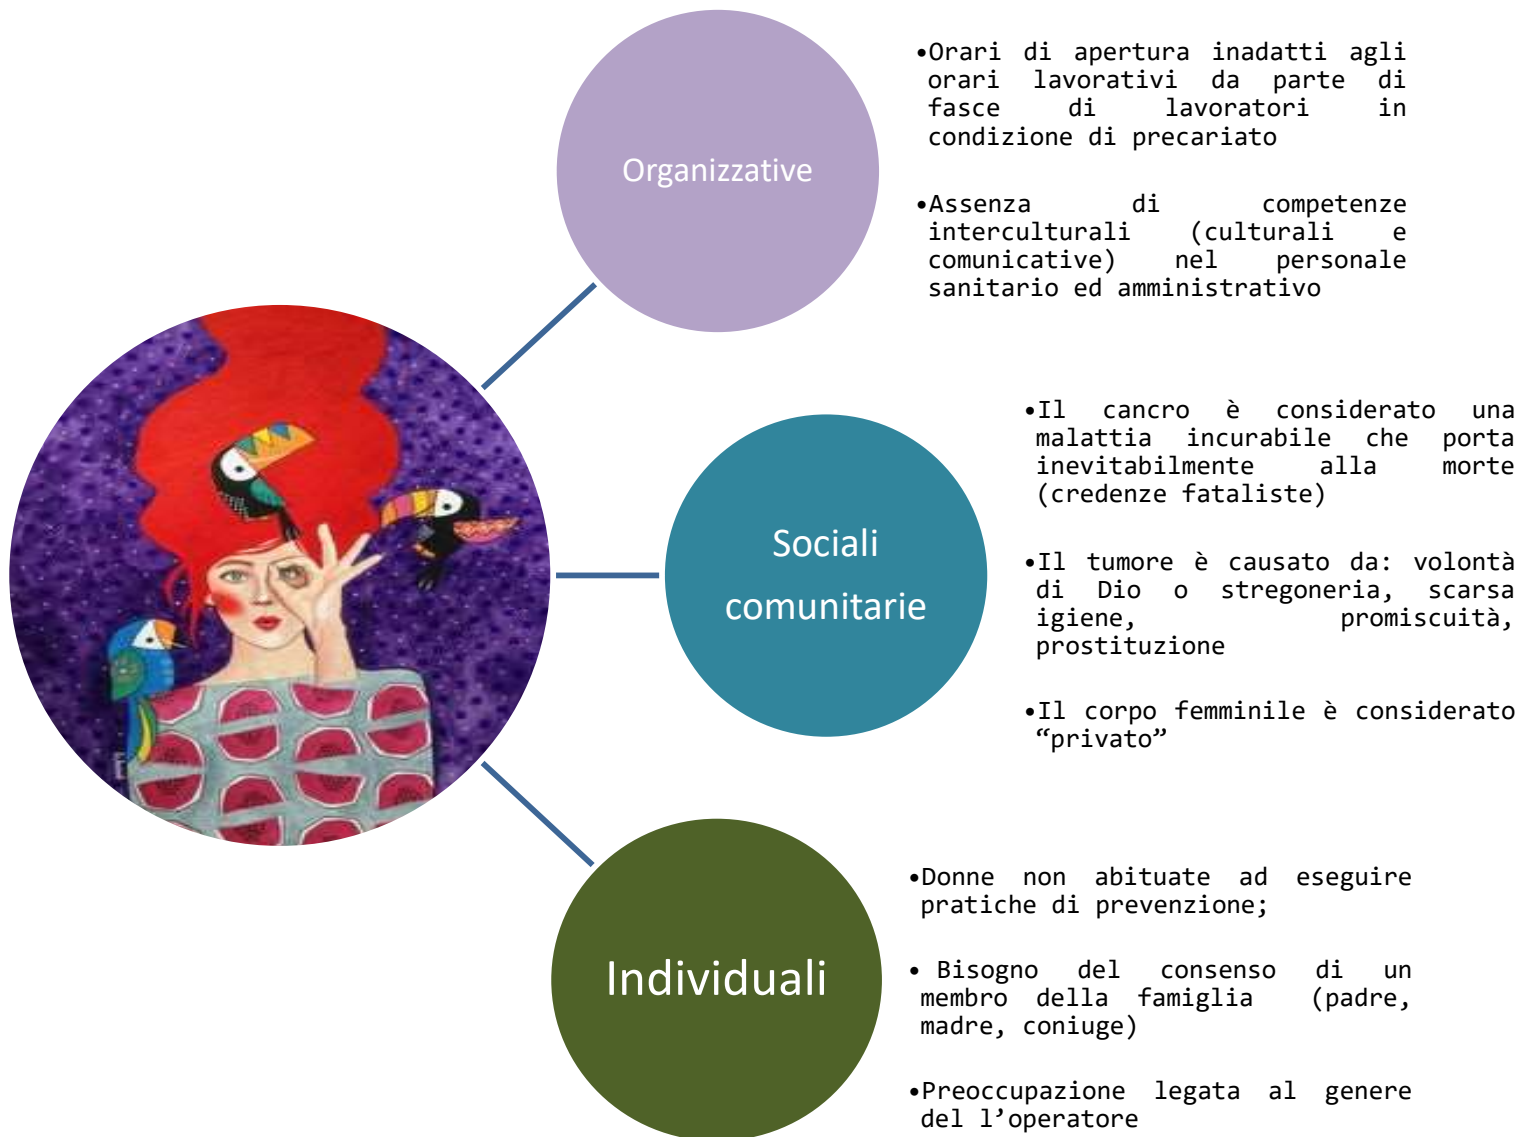 Organizzative
•Orari di apertura inadatti agli
orari lavorativi da parte di
fasce di lavoratori in
condizione di precariato
•Assenza di competenze
interculturali (culturali e
comunicative) nel personale
sanitario ed amministrativo
Sociali
comunitarie
•Il cancro è considerato una
malattia incurabile che porta
inevitabilmente alla morte
(credenze fataliste)
•Il tumore è causato da: volontà
di Dio o stregoneria, scarsa
igiene, promiscuità,
prostituzione
•Il corpo femminile è considerato
“privato”
Individuali
•Donne non abituate ad eseguire
pratiche di prevenzione;
• Bisogno del consenso di un
membro della famiglia (padre,
madre, coniuge)
•Preoccupazione legata al genere
del l’operatore